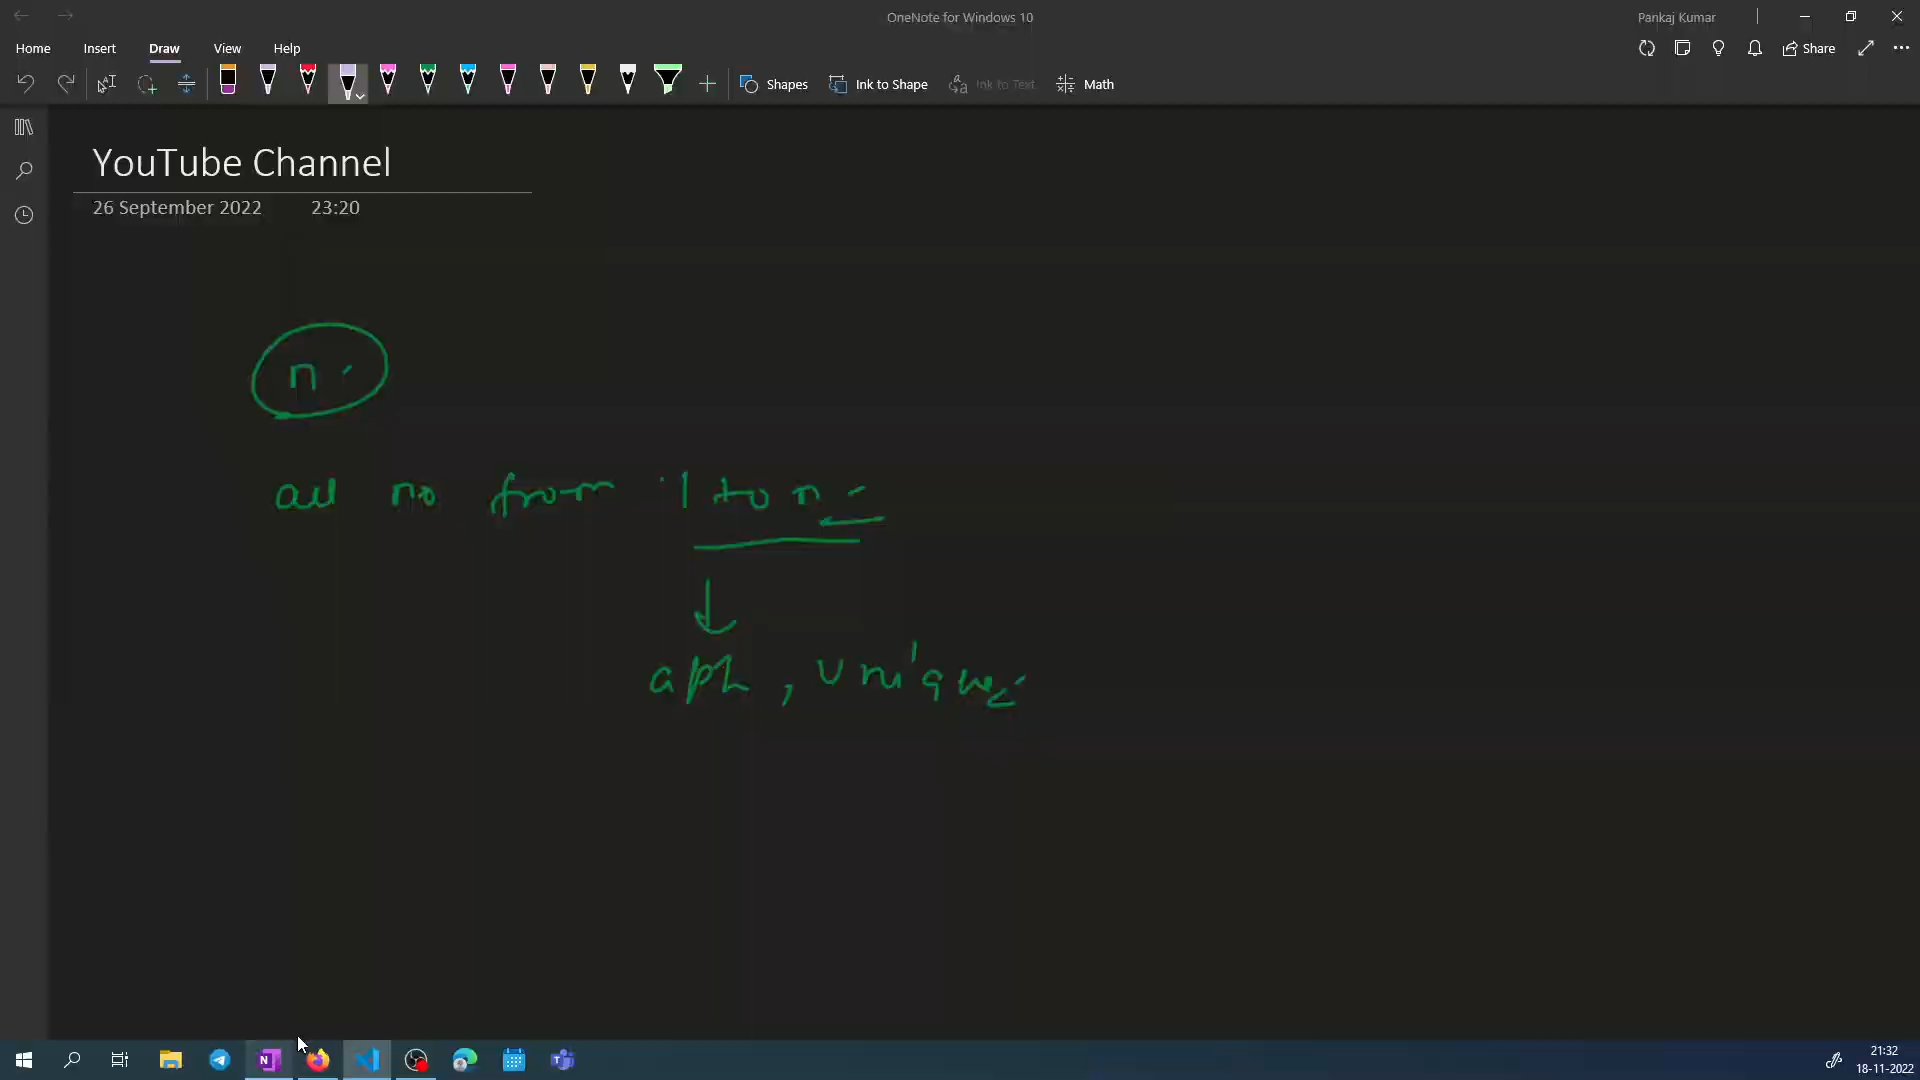 OneNote for Windows 10
Pankaj Kumar
Home Insert Draw View Help
Share
Shapes Ink to Shape Ink to Text Math
YouTube Channel
26 September 2022 23:20
n.
all no from 1 to n.
, unique
21:32
18-11-2022